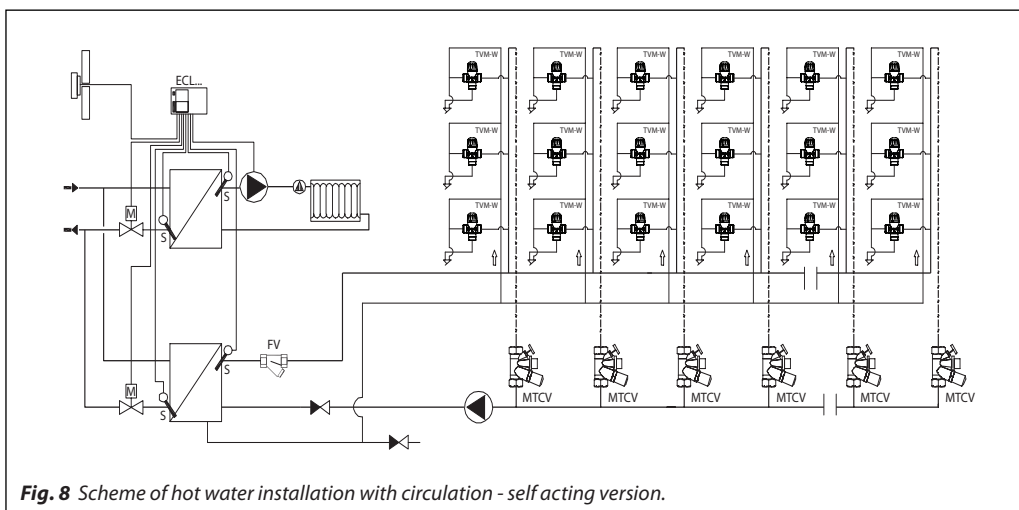 TVM-W TVM-W TVM-W TVM-W TVM-W TVM-W
ECL...
TVM-W TVM-W TVM-W TVM-W TVM-W TVM-W
S
M
TVM-W TVM-W TVM-W TVM-W TVM-W TVM-W
S
FV
S
M
S
MTCV MTCV MTCV MTCV MTCV MTCV
Fig. 8 Scheme of hot water installation with circulation - self acting version.